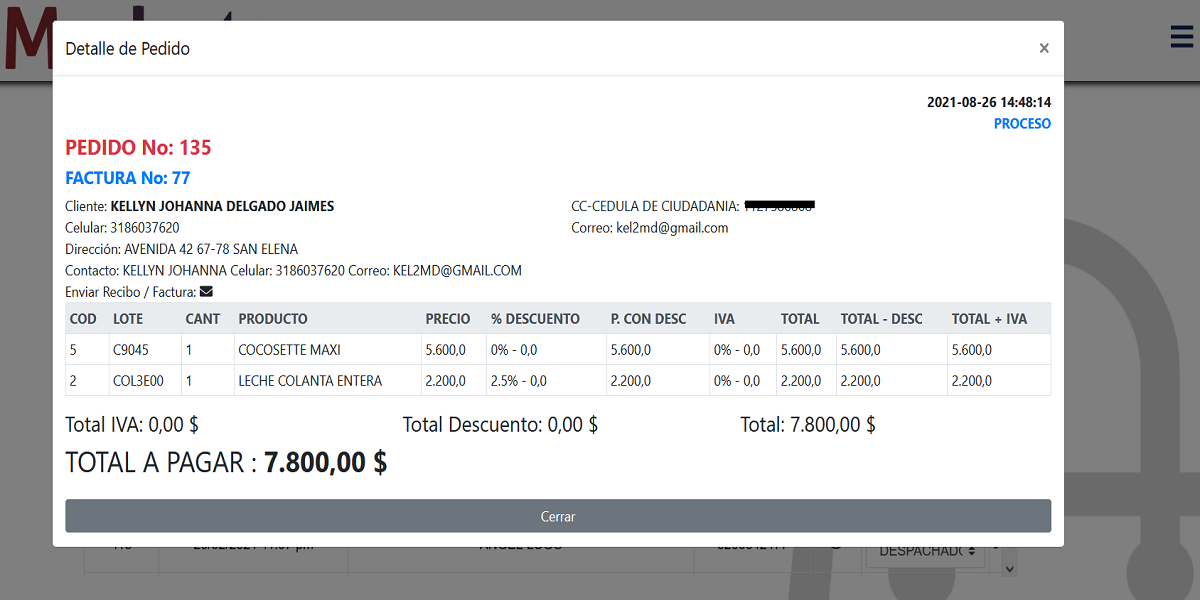 Detalle de Pedido ×
2021-08-26 14:48:14
PROCESO
PEDIDO No: 135
FACTURA No: 77
Cliente: KELLYN JOHANNA DELGADO JAIMES CC-CEDULA DE CIUDADANIA:
Celular: 3186037620 Correo: kel2md@gmail.com
Dirección: AVENIDA 42 67-78 SAN ELENA
Contacto: KELLYN JOHANNA Celular: 3186037620 Correo: KEL2MD@GMAIL.COM
Enviar Recibo / Factura:
COD LOTE CANT PRODUCTO PRECIO % DESCUENTO P. CON DESC IVA TOTAL TOTAL - DESC TOTAL + IVA
5 C9045 1 COCOSETTE MAXI 5.600,0 0% - 0,0 5.600,0 0% - 0,0 5.600,0 5.600,0 5.600,0
2 COL3E00 1 LECHE COLANTA ENTERA 2.200,0 2.5% - 0,0 2.200,0 0% - 0,0 2.200,0 2.200,0 2.200,0
Total IVA: 0,00 $ Total Descuento: 0,00 $ Total: 7.800,00 $
TOTAL A PAGAR : 7.800,00 $
Cerrar
DESPACHADO